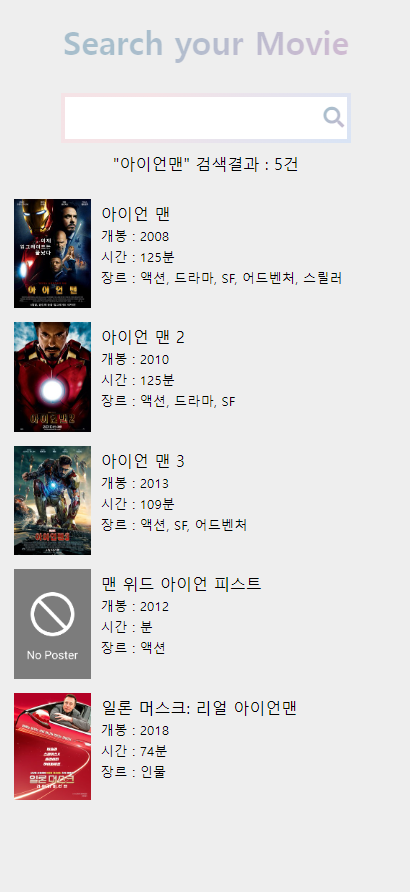 Search your Movie
"아이언맨" 검색결과 : 5건
아이언 맨
개봉 : 2008
시간 : 125분
장르 : 액션, 드라마, SF, 어드벤처, 스릴러
아이언 맨 2
개봉 : 2010
시간 : 125분
장르 : 액션, 드라마, SF
아이언 맨 3
개봉 : 2013
시간 : 109분
장르 : 액션, SF, 어드벤처
No Poster
맨 위드 아이언 피스트
개봉 : 2012
시간 : 분
장르 : 액션
일론 머스크
일론 머스크: 리얼 아이언맨
개봉 : 2018
시간 : 74분
장르 : 인물